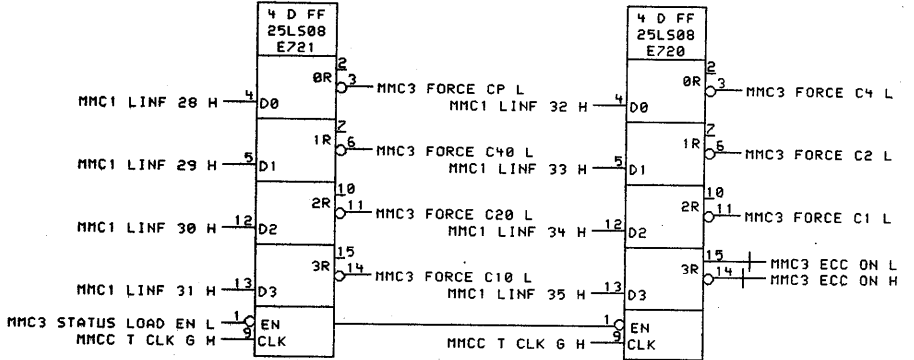 4 D FF
25LS08
E721
2
0R
3
MMC3 FORCE CP L
MMC1 LINF 28 H
4
D0
7
1R
6
MMC3 FORCE C40 L
MMC1 LINF 29 H
5
D1
10
2R
11
MMC3 FORCE C20 L
MMC1 LINF 30 H
12
D2
15
3R
14
MMC3 FORCE C10 L
MMC1 LINF 31 H
13
D3
MMC3 STATUS LOAD EN L
1
EN
MMCC T CLK G H
9
CLK
4 D FF
25LS08
E720
2
0R
3
MMC3 FORCE C4 L
MMC1 LINF 32 H
4
D0
7
1R
6
MMC3 FORCE C2 L
MMC1 LINF 33 H
5
D1
10
2R
11
MMC3 FORCE C1 L
MMC1 LINF 34 H
12
D2
15
MMC3 ECC ON L
3R
14
MMC3 ECC ON H
MMC1 LINF 35 H
13
D3
1
EN
MMCC T CLK G H
9
CLK